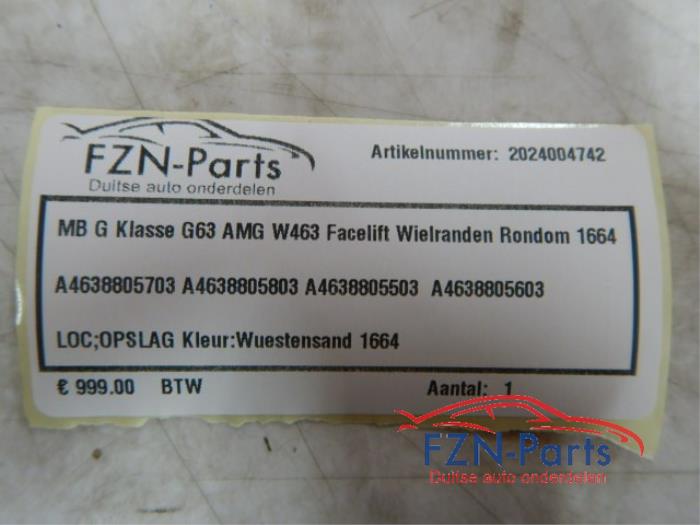 FZN-Parts
Duitse auto onderdelen
Artikelnummer: 2024004742
MB G Klasse G63 AMG W463 Facelift Wielranden Rondom 1664
A4638805703 A4638805803 A4638805503 A4638805603
LOC;OPSLAG Kleur:Wuestensand 1664
€ 999.00 BTW Aantal: 1
FZN-Parts
Duitse auto onderdelen